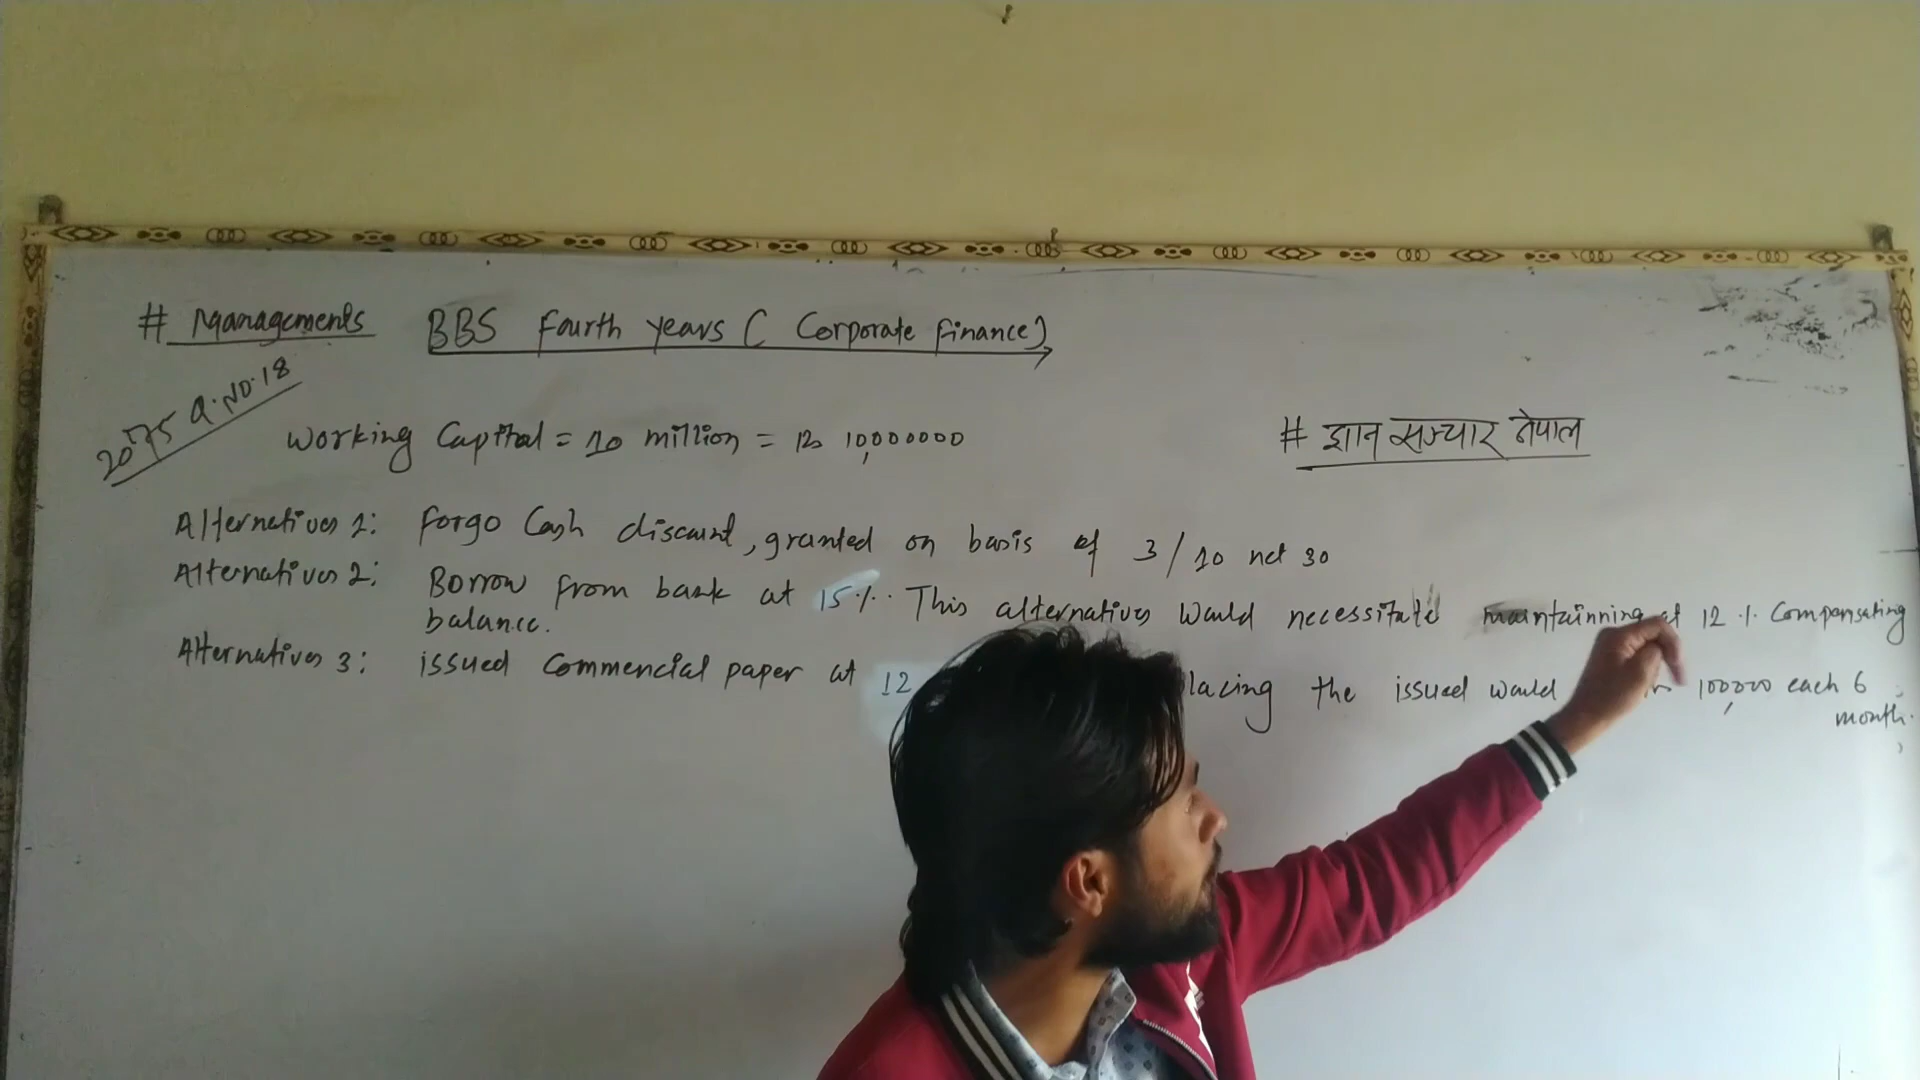 # Managements BBS Fourth years ( Corporate finance)
2075 Q.NO.18
Working Capital = 10 million = Rs 10,000000
# ज्ञान सञ्चार नेपाल
Alternatives 1: Forgo Cash discount, granted on basis of 3/10 net 30
Alternatives 2: Borrow from bank at 15%. This alternatives would necessitate maintainning at 12 % Compensating
balance.
Alternatives 3: issued Commencial paper at 12 lacing the issued would 100,000 each 6
month.